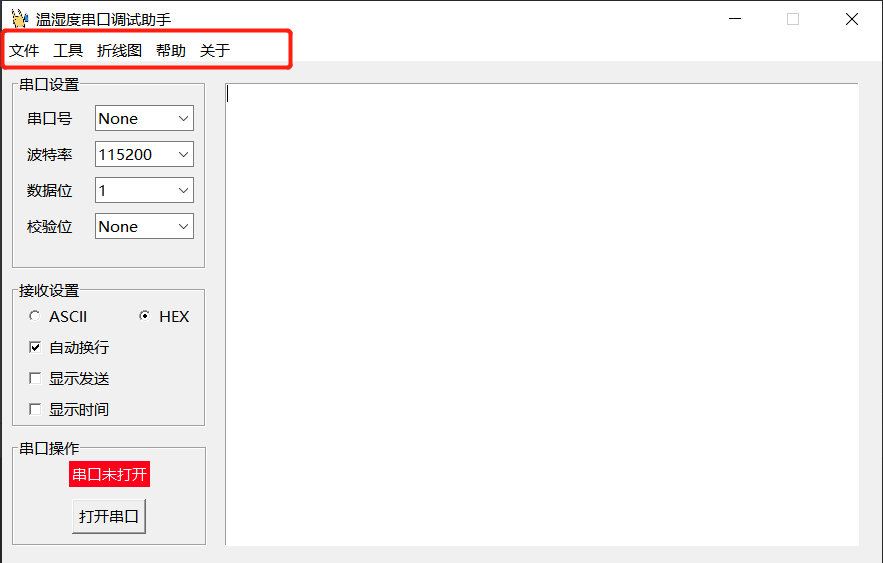 温湿度串口调试助手
文件 工具 折线图 帮助 关于
串口设置
串口号 None
波特率 115200
数据位 1
校验位 None
接收设置
ASCII HEX
自动换行
显示发送
显示时间
串口操作
串口未打开
打开串口